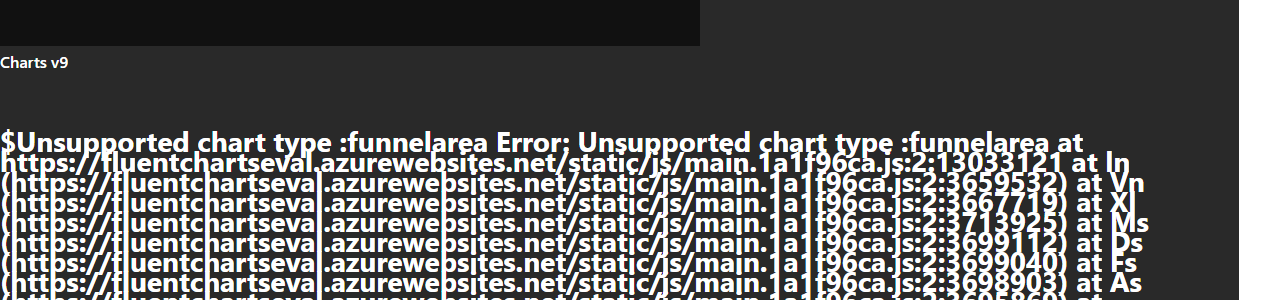 Charts v9
$Unsupported chart type :funnelarea Error: Unsupported chart type :funnelarea at
https://fluentchartseval.azurewebsites.net/static/js/main.1a1f96ca.js:2:13033121 at In
(https://fluentchartseval.azurewebsites.net/static/js/main.1a1f96ca.js:2:3659532) at Vn
(https://fluentchartseval.azurewebsites.net/static/js/main.1a1f96ca.js:2:3667719) at Xl
(https://fluentchartseval.azurewebsites.net/static/js/main.1a1f96ca.js:2:3713925) at Ms
(https://fluentchartseval.azurewebsites.net/static/js/main.1a1f96ca.js:2:3699112) at Ds
(https://fluentchartseval.azurewebsites.net/static/js/main.1a1f96ca.js:2:3699040) at Fs
(https://fluentchartseval.azurewebsites.net/static/js/main.1a1f96ca.js:2:3698903) at As